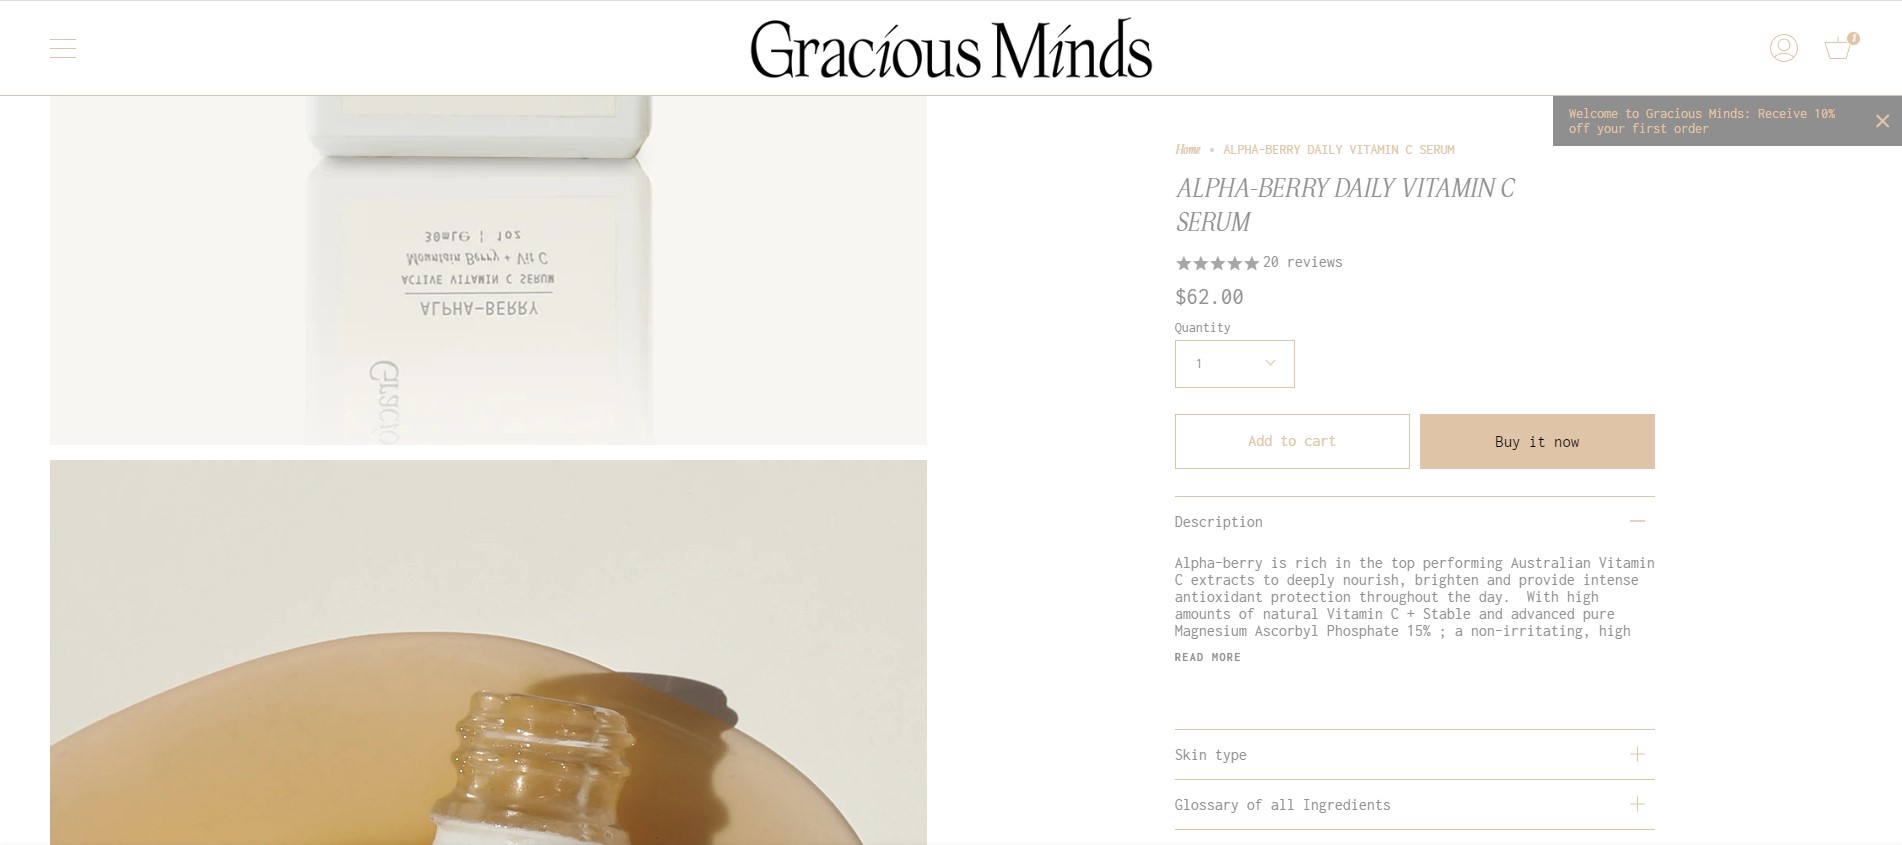 Gracious Minds
1
Welcome to Gracious Minds: Receive 10%
off your first order
Home • ALPHA-BERRY DAILY VITAMIN C SERUM
ALPHA-BERRY DAILY VITAMIN C
SERUM
20 reviews
$62.00
Quantity
1
Add to cart
Buy it now
Description
Alpha-berry is rich in the top performing Australian Vitamin
C extracts to deeply nourish, brighten and provide intense
antioxidant protection throughout the day.  With high
amounts of natural Vitamin C + Stable and advanced pure
Magnesium Ascorbyl Phosphate 15% ; a non-irritating, high
READ MORE
Skin type
Glossary of all Ingredients
30mLe | 1oz
Mountain Berry + Vit C
ACTIVE VITAMIN C SERUM
ALPHA-BERRY
Gracio